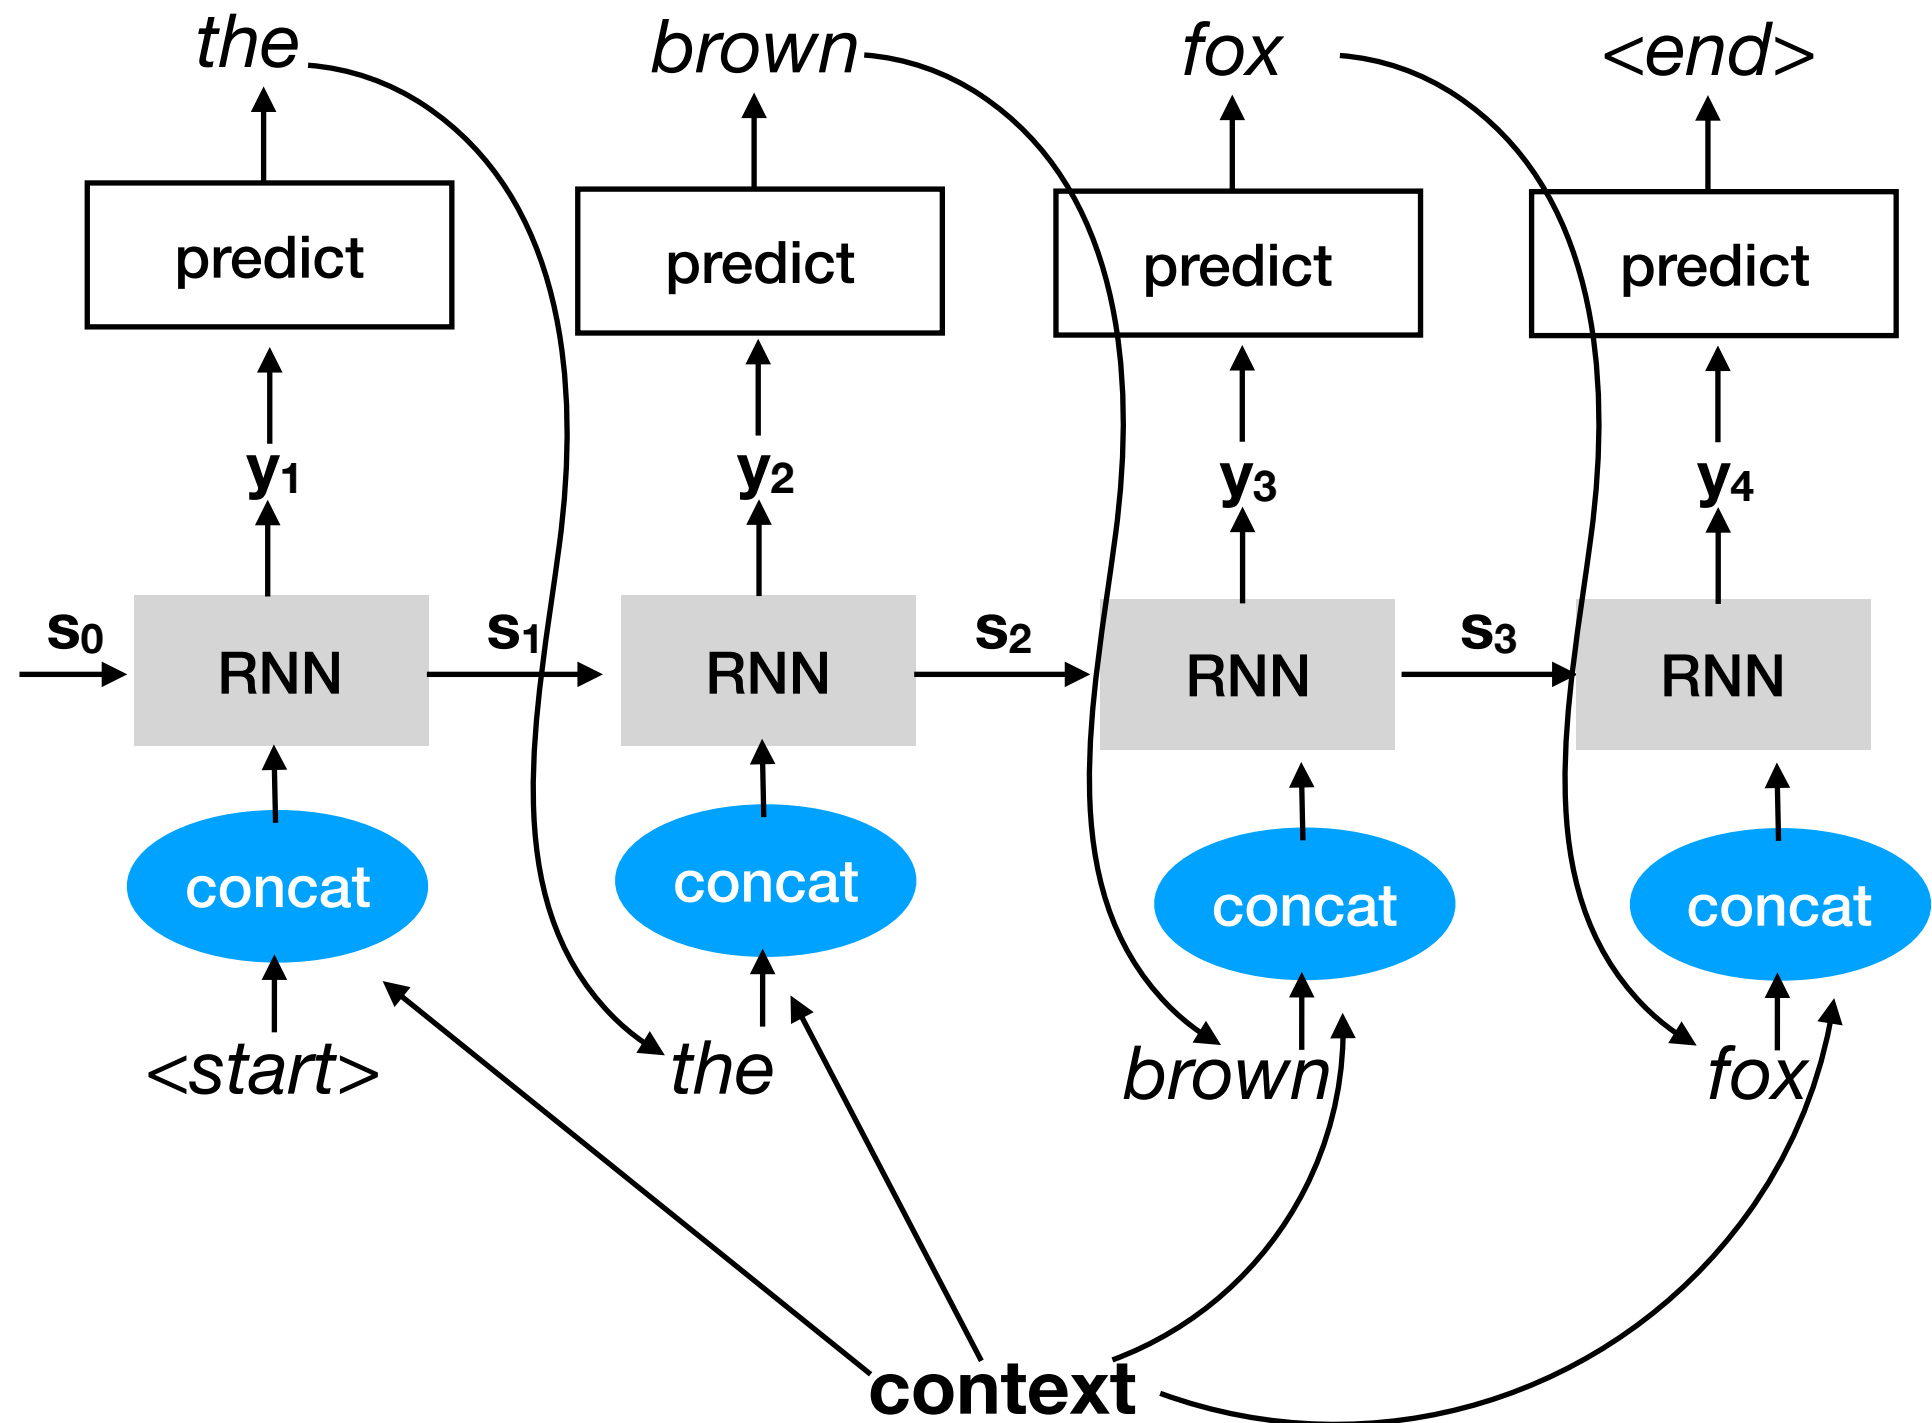 the brown fox <end>
predict predict predict predict
y1 y2 y3 y4
s0 s1 s2 s3
RNN RNN RNN RNN
concat concat concat concat
<start> the brown fox
context